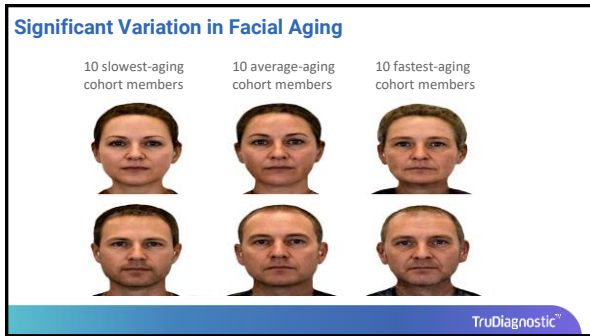 Significant Variation in Facial Aging
10 slowest-aging
cohort members
10 average-aging
cohort members
10 fastest-aging
cohort members
TruDiagnostic™